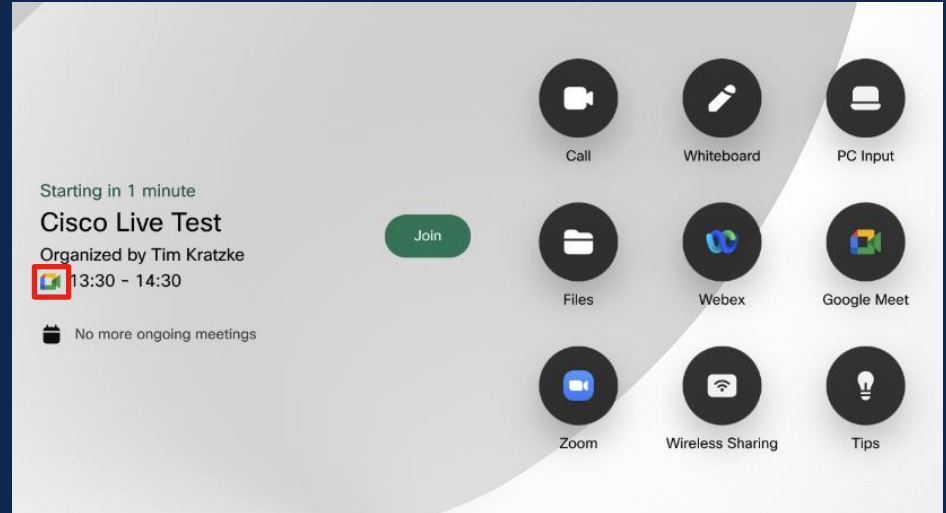 Starting in 1 minute
Cisco Live Test
Organized by Tim Kratzke
13:30 - 14:30
No more ongoing meetings
Join
Call
Whiteboard
PC Input
Files
Webex
Google Meet
Zoom
Wireless Sharing
Tips